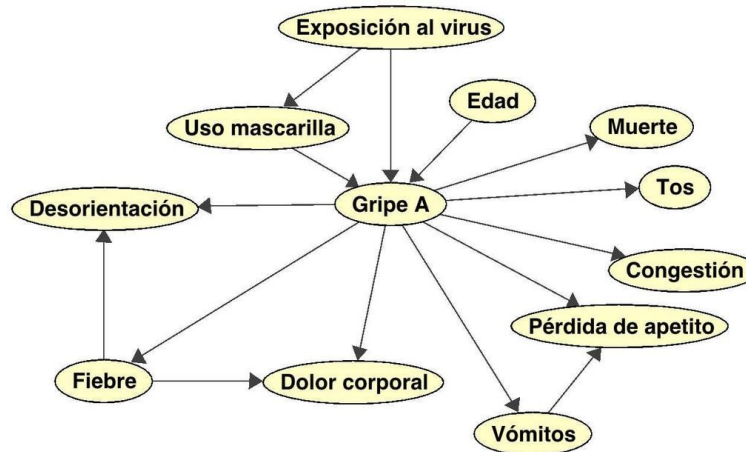 Exposición al virus
Edad
Uso mascarilla
Muerte
Tos
Desorientación
Gripe A
Congestión
Pérdida de apetito
Fiebre
Dolor corporal
Vómitos